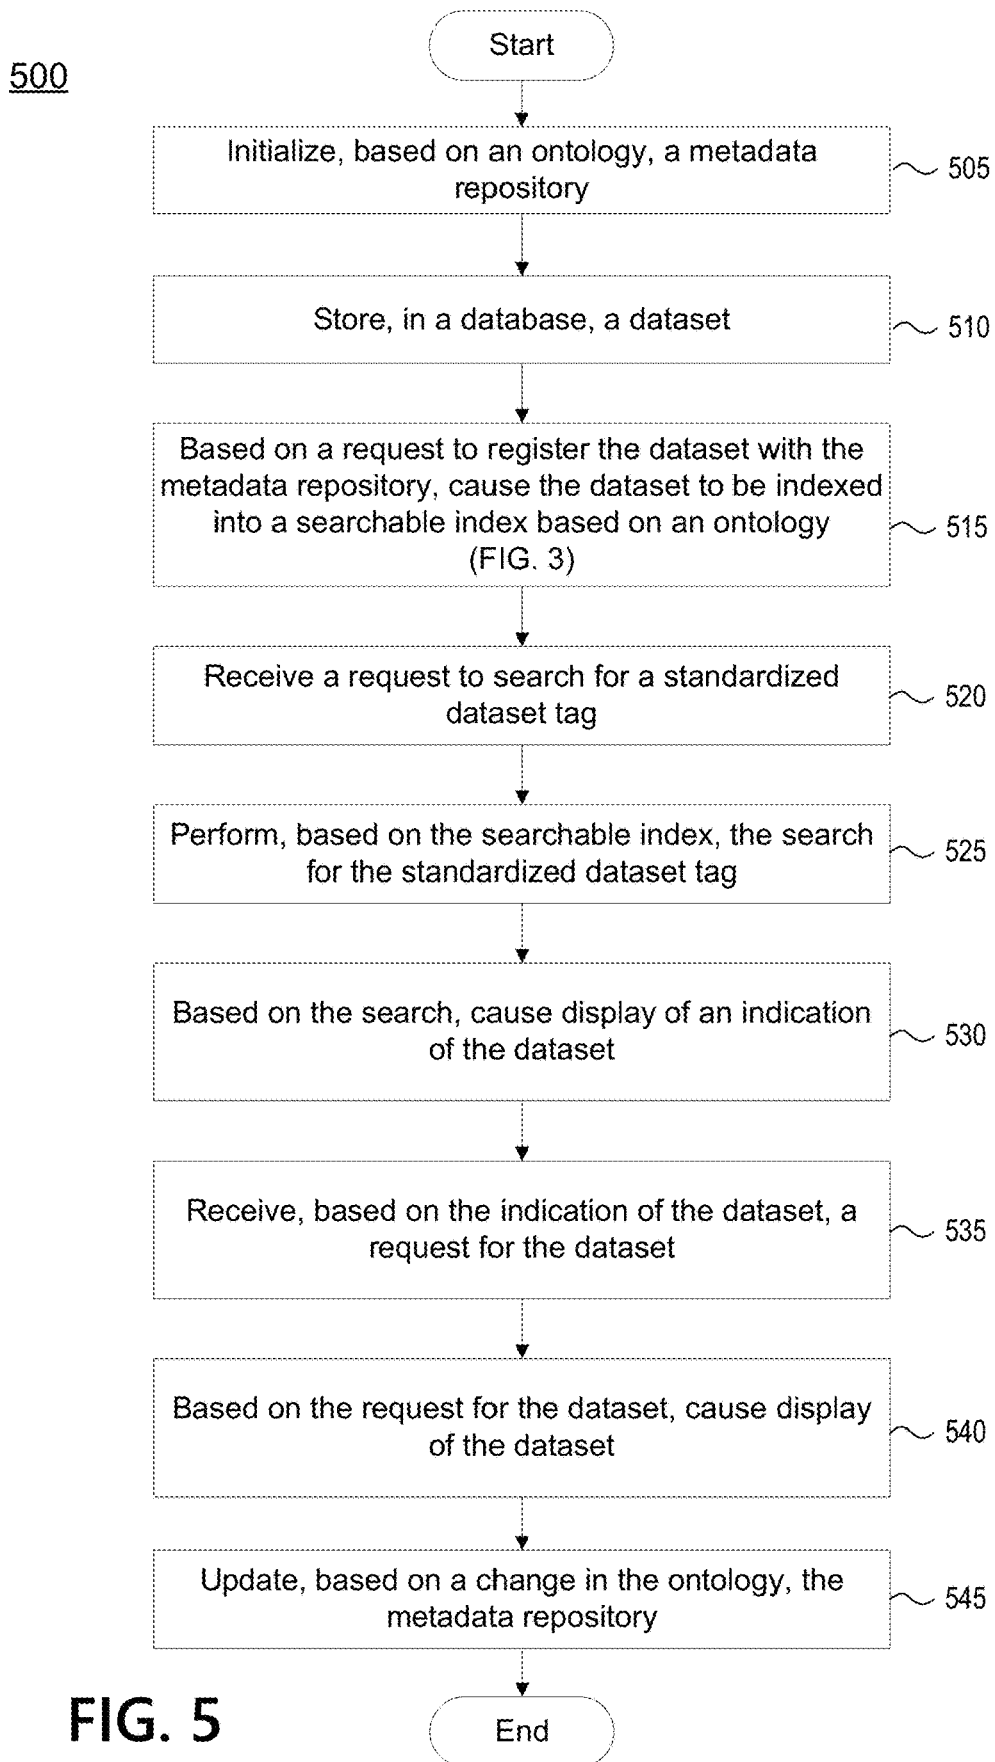 Start
500
Initialize, based on an ontology, a metadata
repository
505
Store, in a database, a dataset
510
Based on a request to register the dataset with the
metadata repository, cause the dataset to be indexed
into a searchable index based on an ontology
(FIG. 3)
515
Receive a request to search for a standardized
dataset tag
520
Perform, based on the searchable index, the search
for the standardized dataset tag
525
Based on the search, cause display of an indication
of the dataset
530
Receive, based on the indication of the dataset, a
request for the dataset
535
Based on the request for the dataset, cause display
of the dataset
540
Update, based on a change in the ontology, the
metadata repository
545
End
FIG. 5